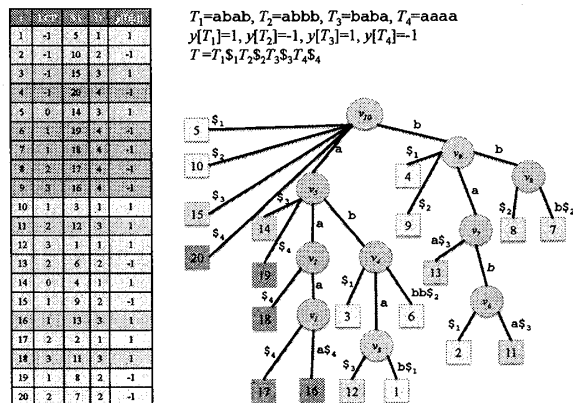 T₁=abab, T₂=abbb, T₃=baba, T₄=aaaa
y[T₁]=1, y[T₂]=-1, y[T₃]=1, y[T₄]=-1
T =T₁$₁T₂$₂T₃$₃T₄$₄
i LCP SA
1 -1 5 1 1
2 -1 10 2 -1
3 -1 15 3 1
4 -1 20 4 -1
5 0 14 3 1
6 1 19 4 -1
7 1 18 4 -1
8 2 17 4 -1
9 3 16 4 -1
10 1 3 1 1
11 2 12 3 1
12 3 1 1 1
13 2 6 2 -1
14 0 4 1 1
15 1 9 2 -1
16 1 13 3 1
17 2 2 1 1
18 3 11 3 1
19 1 8 2 -1
20 2 7 2 -1
v₁₀
5 $₁ b
10 $₂ a $₁ v₉ b
4 v₈
15 $₃ $₃ v₅ $₂ a $₂ b$₂
14 b 9 v₇ 8 7
20 $₄ $₄ a a$₃
19 v₂ v₄ 13 b
$₄ a $₁ a bb$₂ v₆
18 v₁ 3 6 $₁ a$₃
$₄ a$₄ v₃ 2 11
$₃ b$₁
17 16 12 1